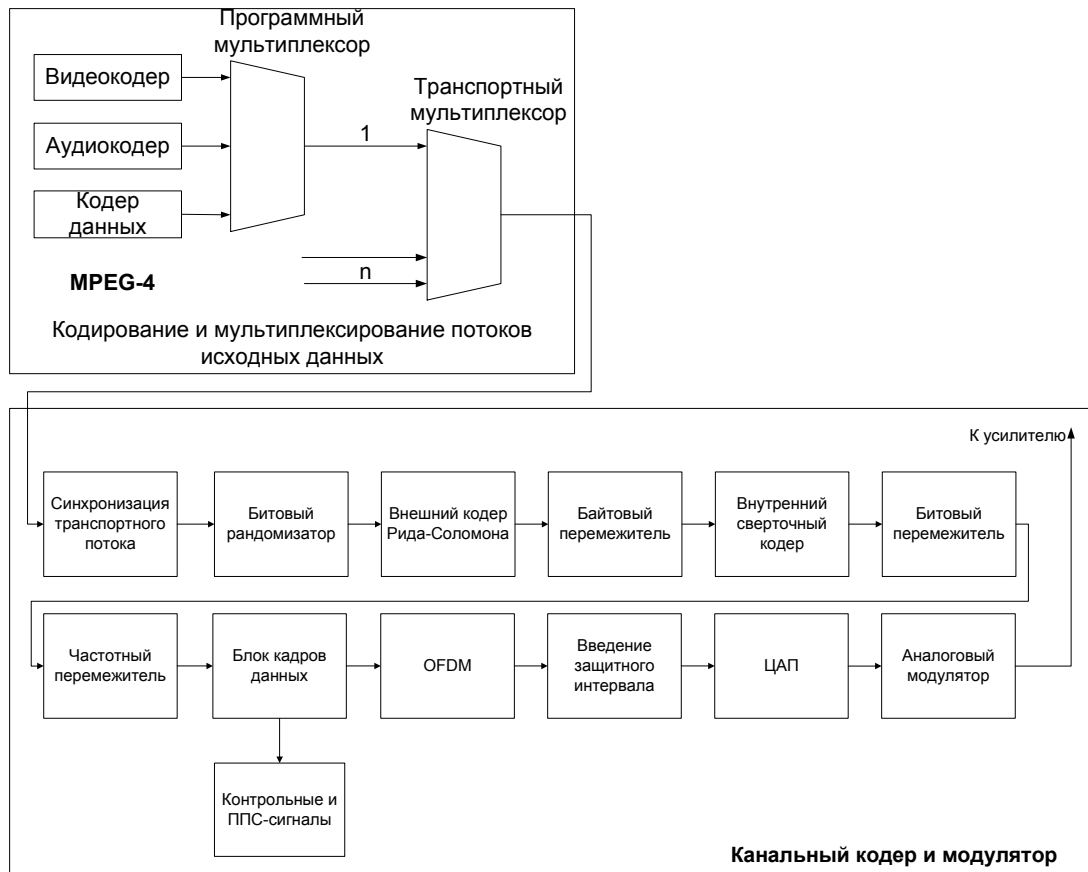 Программный
мультиплексор
Видеокодер
Транспортный
мультиплексор
Аудиокодер
1
Кодер
данных
MPEG-4
n
Кодирование и мультиплексирование потоков
исходных данных
К усилителю
Синхронизация
транспортного
потока
Битовый
рандомизатор
Внешний кодер
Рида-Соломона
Байтовый
перемежитель
Внутренний
сверточный
кодер
Битовый
перемежитель
Частотный
перемежитель
Блок кадров
данных
OFDM
Введение
защитного
интервала
ЦАП
Аналоговый
модулятор
Контрольные и
ППС-сигналы
Канальный кодер и модулятор